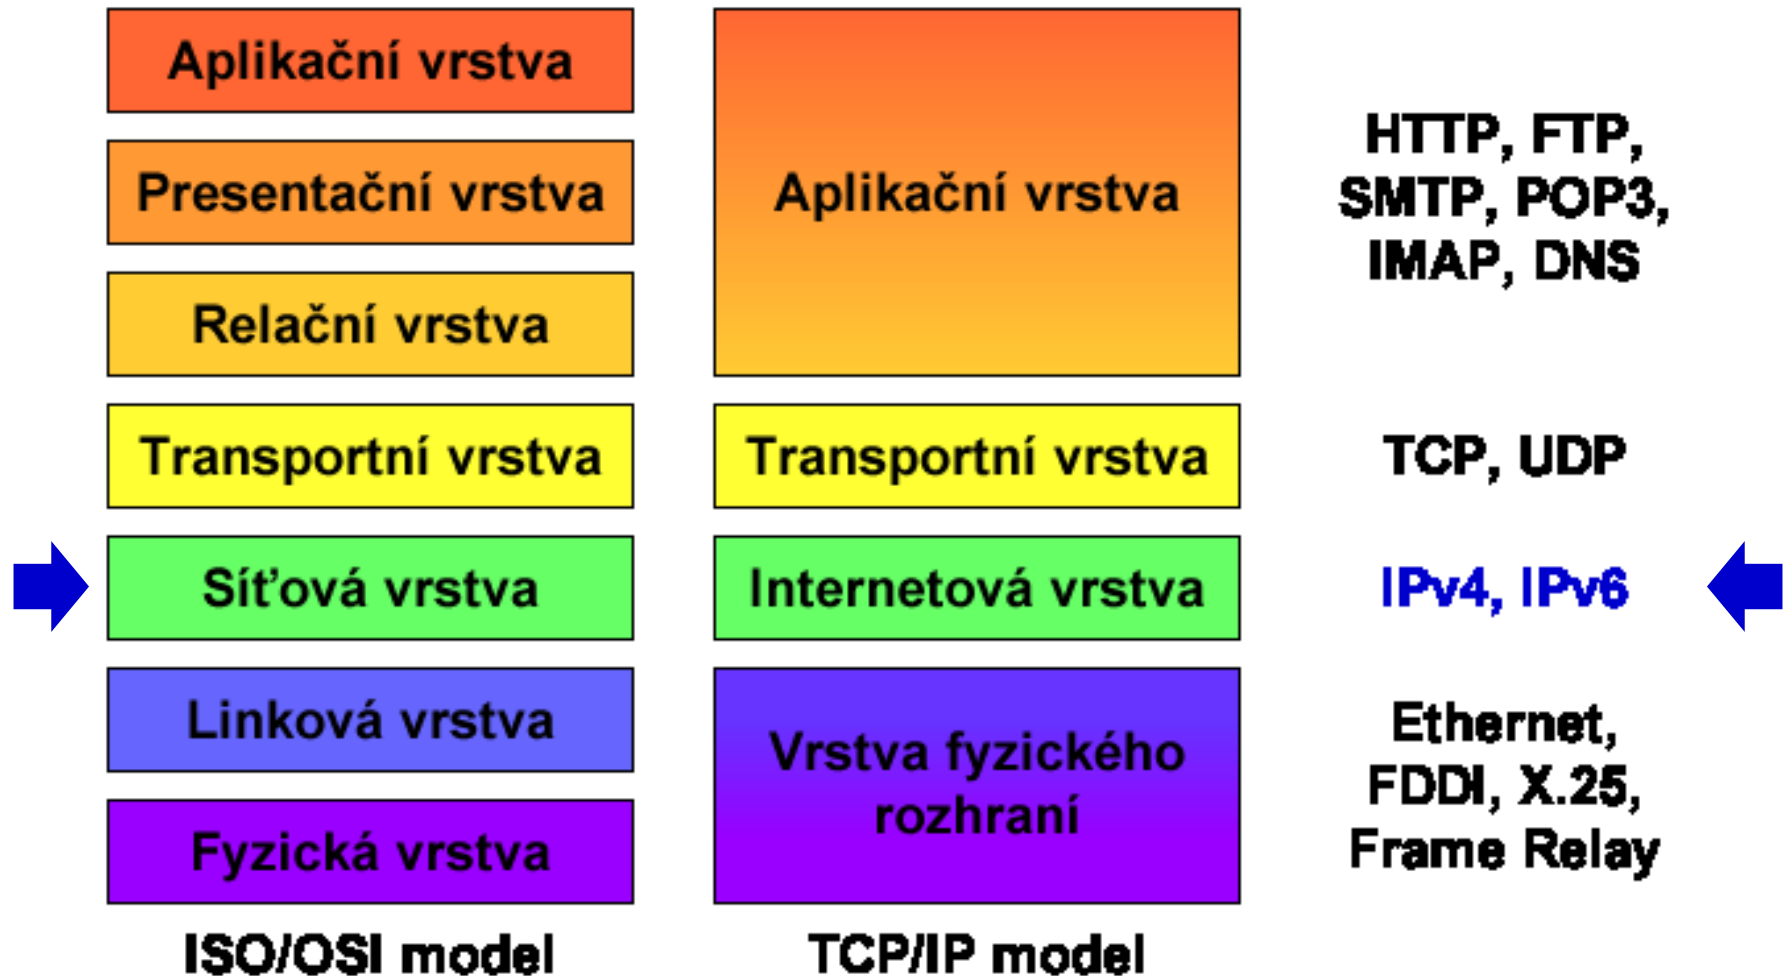 Aplikační vrstva
Presentační vrstva
Relační vrstva
Transportní vrstva
Síťová vrstva
Linková vrstva
Fyzická vrstva
ISO/OSI model
Aplikační vrstva
Transportní vrstva
Internetová vrstva
Vrstva fyzického
rozhraní
TCP/IP model
HTTP, FTP,
SMTP, POP3,
IMAP, DNS
TCP, UDP
IPv4, IPv6
Ethernet,
FDDI, X.25,
Frame Relay